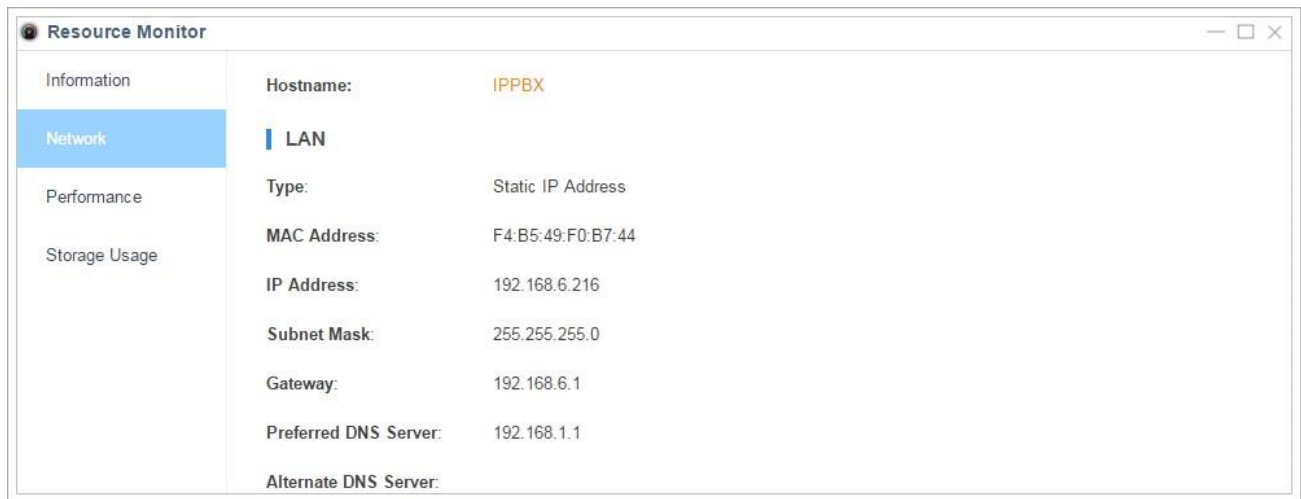 Resource Monitor
Information
Network
Performance
Storage Usage
Hostname: IPPBX
LAN
Type: Static IP Address
MAC Address: F4:B5:49:F0:B7:44
IP Address: 192.168.6.216
Subnet Mask: 255.255.255.0
Gateway: 192.168.6.1
Preferred DNS Server: 192.168.1.1
Alternate DNS Server: